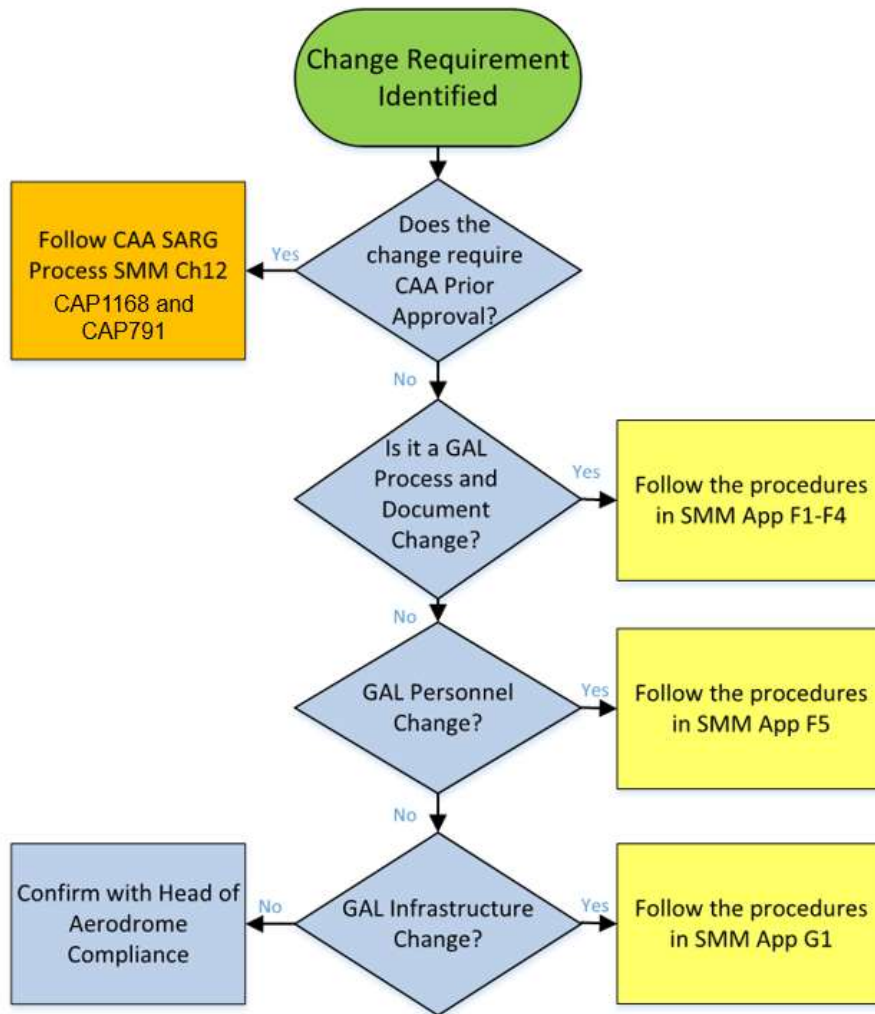 Change Requirement
Identified
Does the
change require
CAA Prior
Approval?
Yes
Follow CAA SARG
Process SMM Ch12
CAP1168 and
CAP791
No
Is it a GAL
Process and
Document
Change?
Yes
Follow the procedures
in SMM App F1-F4
No
GAL Personnel
Change?
Yes
Follow the procedures
in SMM App F5
No
GAL Infrastructure
Change?
Yes
Follow the procedures
in SMM App G1
No
Confirm with Head of
Aerodrome
Compliance